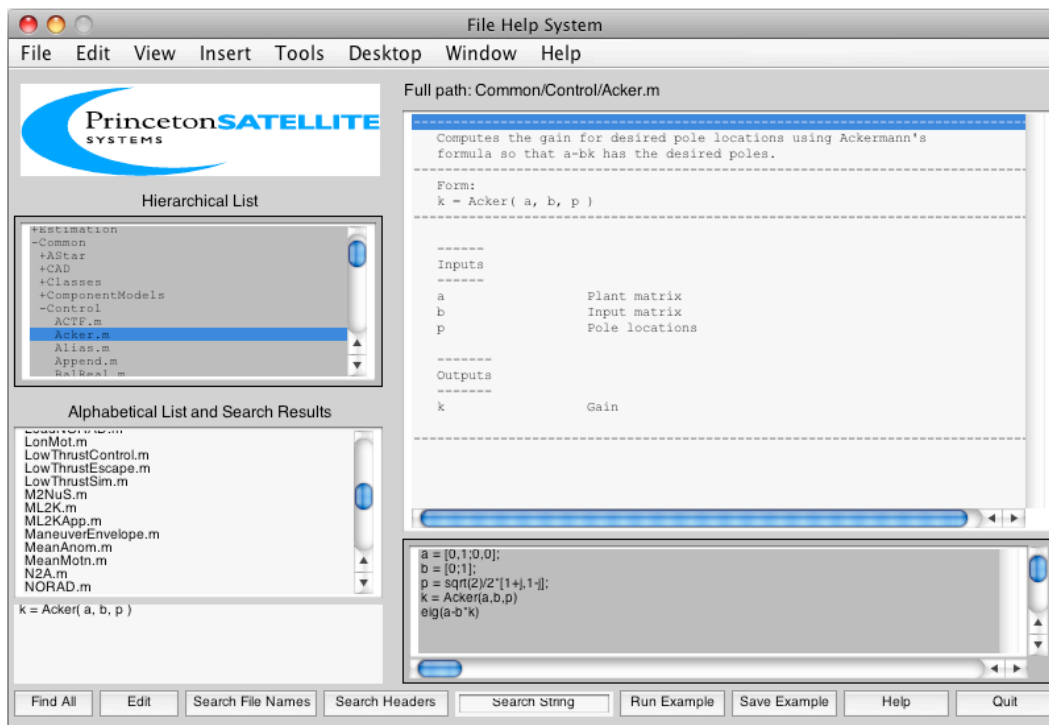 File Help System
File Edit View Insert Tools Desktop Window Help
PrincetonSATELLITE
SYSTEMS
Hierarchical List
+Estimation
-Common
+AStar
+CAD
+Classes
+ComponentModels
-Control
ACTF.m
Acker.m
Alias.m
Append.m
BalReal.m
Alphabetical List and Search Results
LoadNORAD.m
LonMot.m
LowThrustControl.m
LowThrustEscape.m
LowThrustSim.m
M2NuS.m
ML2K.m
ML2KApp.m
ManeuverEnvelope.m
MeanAnom.m
MeanMotn.m
N2A.m
NORAD.m
k = Acker( a, b, p )
Full path: Common/Control/Acker.m
--------------------------------------------------------------------------------
Computes the gain for desired pole locations using Ackermann's
formula so that a-bk has the desired poles.
--------------------------------------------------------------------------------
Form:
k = Acker( a, b, p )
--------------------------------------------------------------------------------
------
Inputs
------
a Plant matrix
b Input matrix
p Pole locations
-------
Outputs
-------
k Gain
--------------------------------------------------------------------------------
a = [0,1;0,0];
b = [0;1];
p = sqrt(2)/2*[1+j,1-j];
k = Acker(a,b,p)
eig(a-b*k)
Find All Edit Search File Names Search Headers Search String Run Example Save Example Help Quit